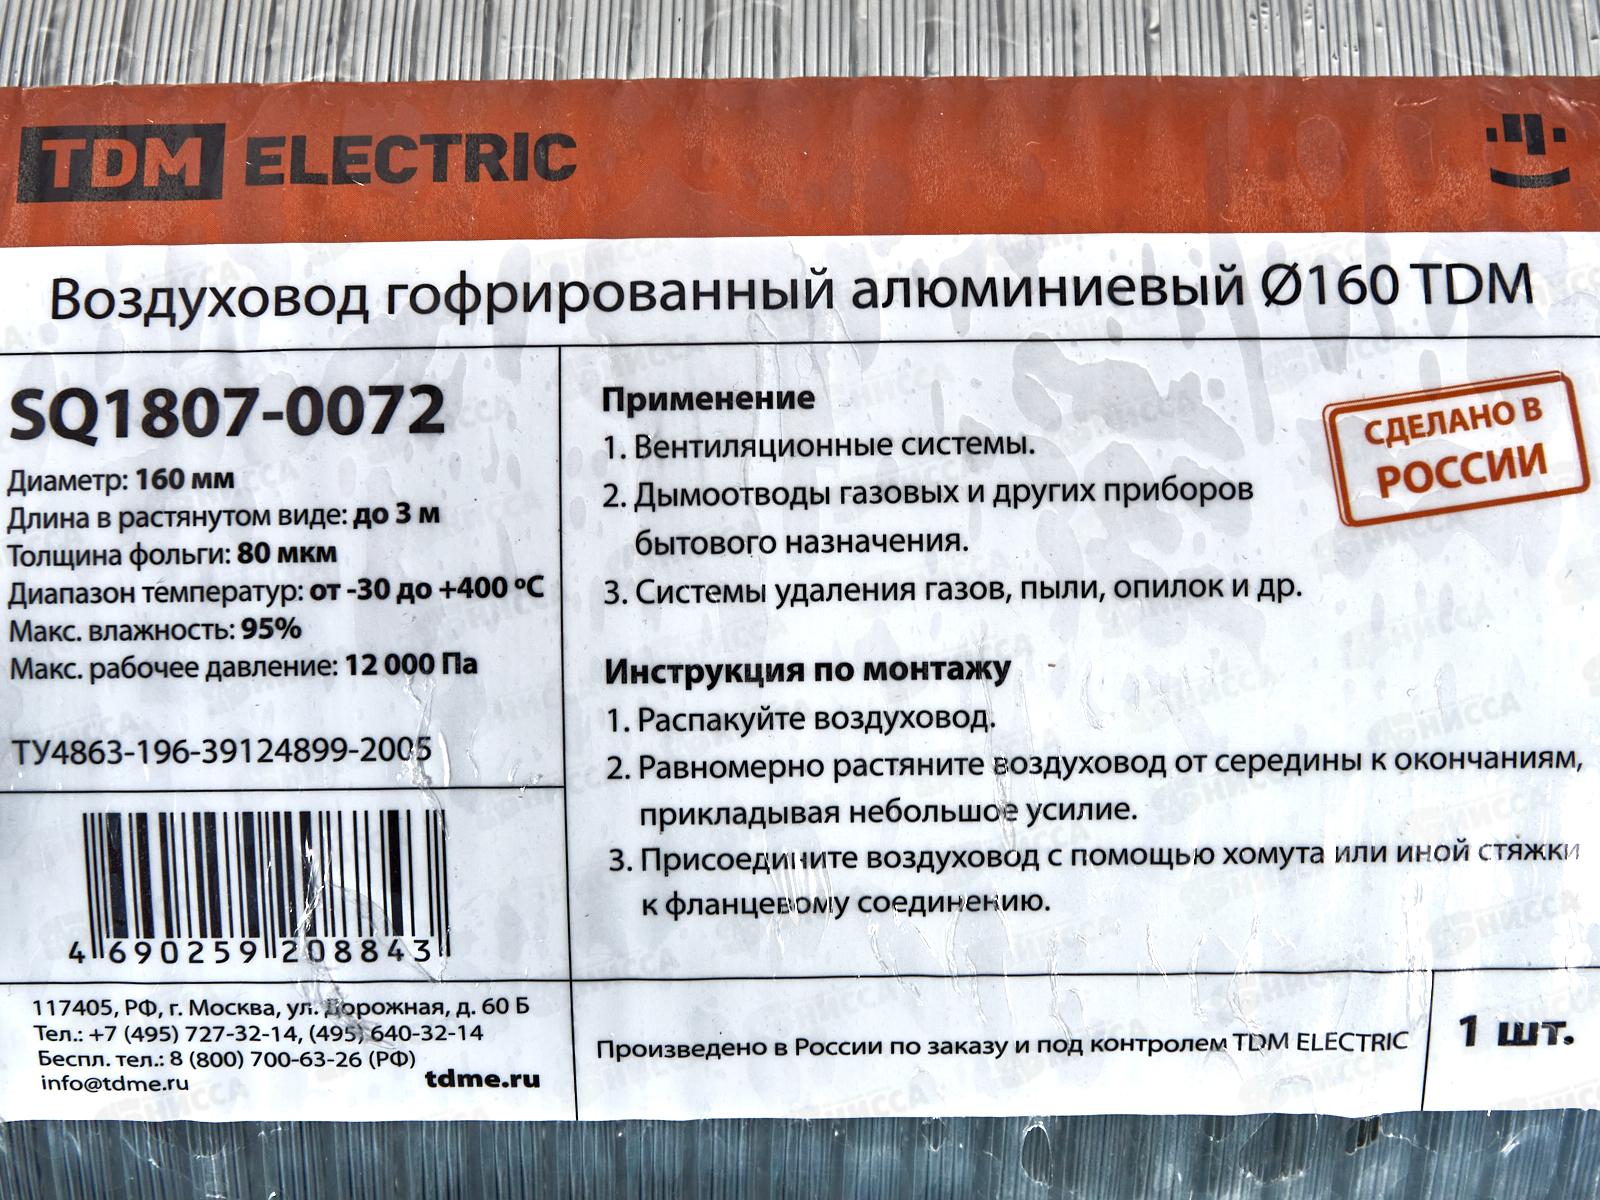 TDM ELECTRIC
Воздуховод гофрированный алюминиевый Ø160 TDM
SQ1807-0072
Диаметр: 160 мм
Длина в растянутом виде: до 3 м
Толщина фольги: 80 мкм
Диапазон температур: от -30 до +400 ºС
Макс. влажность: 95%
Макс. рабочее давление: 12 000 Па
ТУ4863-196-39124899-2005
4 690259 208843
117405, РФ, г. Москва, ул. Дорожная, д. 60 Б
Тел.: +7 (495) 727-32-14, (495) 640-32-14
Беспл. тел.: 8 (800) 700-63-26 (РФ)
info@tdme.ru
tdme.ru
Применение
1. Вентиляционные системы.
2. Дымоотводы газовых и других приборов
бытового назначения.
3. Системы удаления газов, пыли, опилок и др.
СДЕЛАНО В
РОССИИ
Инструкция по монтажу
1. Распакуйте воздуховод.
2. Равномерно растяните воздуховод от середины к окончаниям,
прикладывая небольшое усилие.
3. Присоедините воздуховод с помощью хомута или иной стяжки
к фланцевому соединению.
Произведено в России по заказу и под контролем TDM ELECTRIC
1 шт.